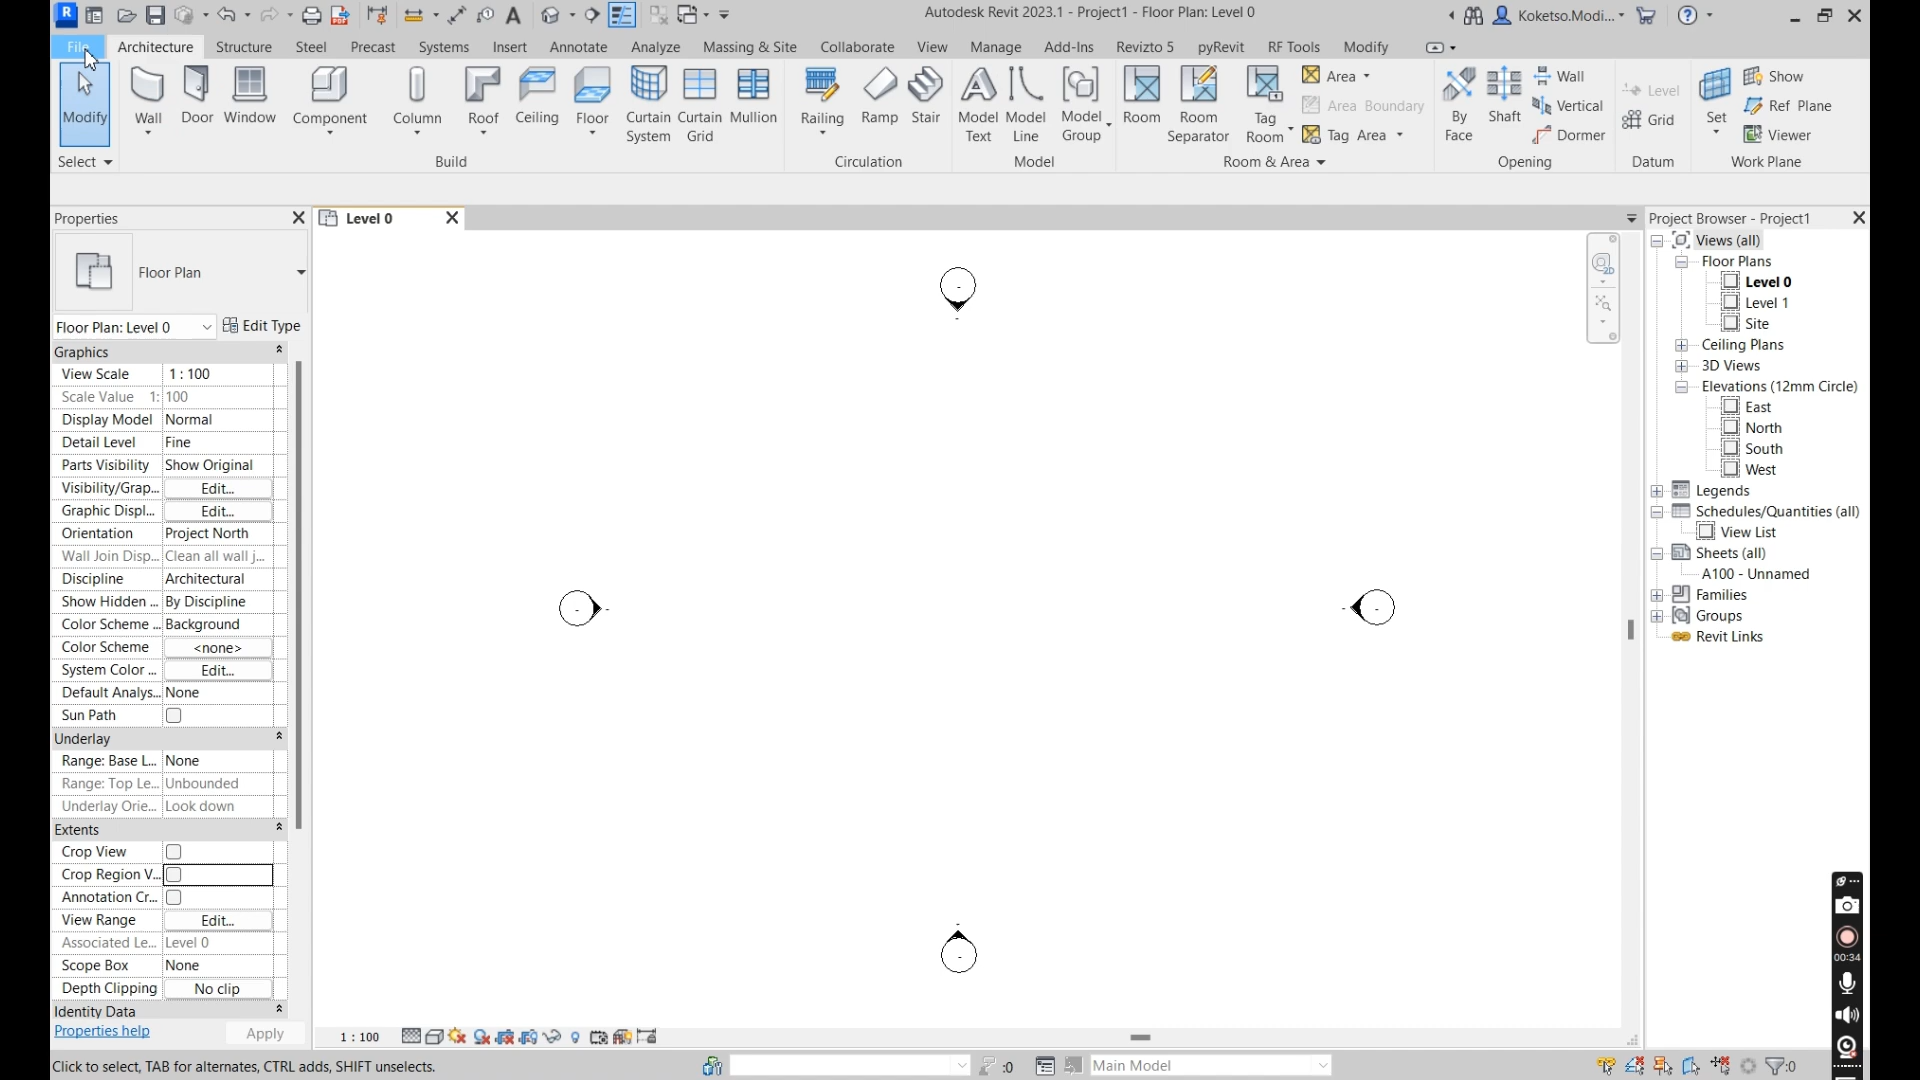 Autodesk Revit 2023.1 - Project1 - Floor Plan: Level 0
Koketso.Modi...
File Architecture Structure Steel Precast Systems Insert Annotate Analyze Massing & Site Collaborate View Manage Add-Ins Revizto 5 pyRevit RF Tools Modify
Modify
Wall
Door
Window
Component
Column
Roof
Ceiling
Floor
Curtain System
Curtain Grid
Mullion
Railing
Ramp
Stair
Model Text
Model Line
Model Group
Room
Room Separator
Tag Room
Area
Area Boundary
Tag Area
By Face
Shaft
Wall
Vertical
Dormer
Level
Grid
Set
Show
Ref Plane
Viewer
Select
Build
Circulation
Model
Room & Area
Opening
Datum
Work Plane
Properties
Floor Plan
Floor Plan: Level 0
Edit Type
Graphics
View Scale 1 : 100
Scale Value 1: 100
Display Model Normal
Detail Level Fine
Parts Visibility Show Original
Visibility/Grap... Edit...
Graphic Displ... Edit...
Orientation Project North
Wall Join Disp... Clean all wall j...
Discipline Architectural
Show Hidden ... By Discipline
Color Scheme ... Background
Color Scheme <none>
System Color ... Edit...
Default Analys... None
Sun Path
Underlay
Range: Base L... None
Range: Top Le... Unbounded
Underlay Orie... Look down
Extents
Crop View
Crop Region V...
Annotation Cr...
View Range Edit...
Associated Le... Level 0
Scope Box None
Depth Clipping No clip
Identity Data
Properties help
Apply
Level 0
2D
1 : 100
Project Browser - Project1
Views (all)
Floor Plans
Level 0
Level 1
Site
Ceiling Plans
3D Views
Elevations (12mm Circle)
East
North
South
West
Legends
Schedules/Quantities (all)
View List
Sheets (all)
A100 - Unnamed
Families
Groups
Revit Links
00:34
Click to select, TAB for alternates, CTRL adds, SHIFT unselects.
:0
Main Model
:0